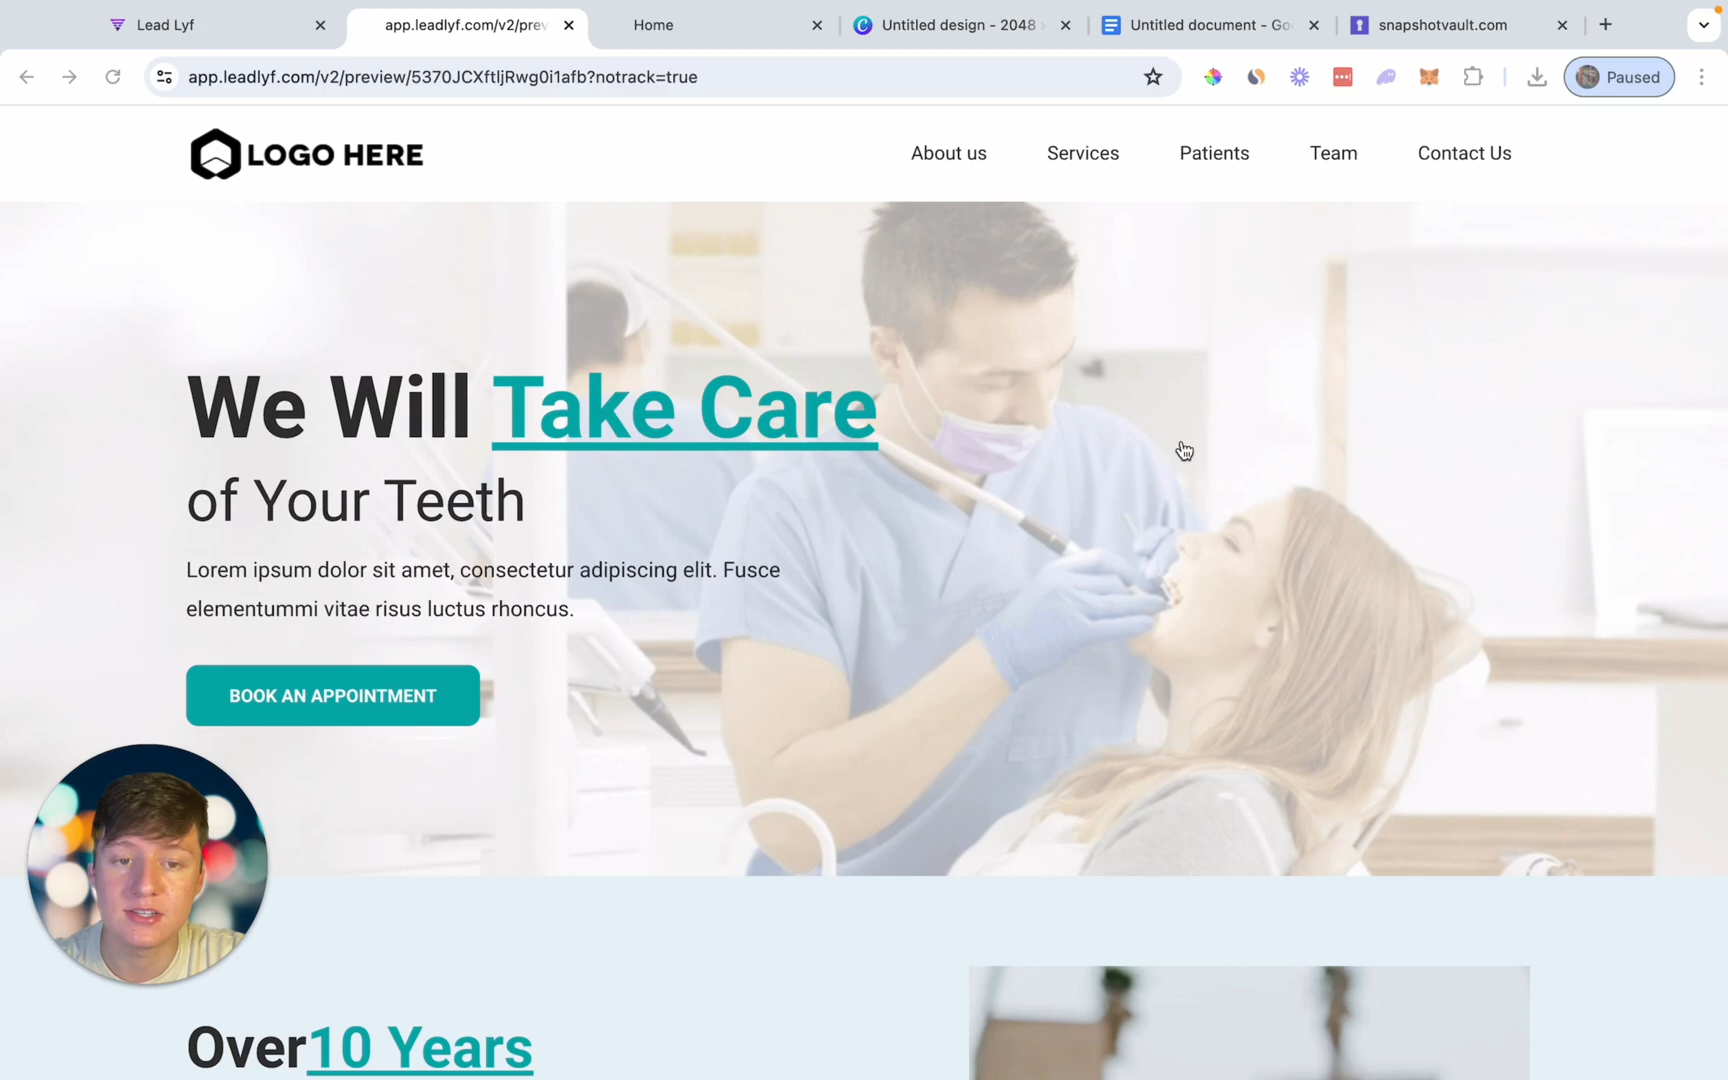 Lead Lyf
app.leadlyf.com/v2/prev
Home
Untitled design - 2048
Untitled document - Go
snapshotvault.com
app.leadlyf.com/v2/preview/5370JCXftIjRwg0i1afb?notrack=true
Paused
LOGO HERE
About us
Services
Patients
Team
Contact Us
We Will Take Care
of Your Teeth
Lorem ipsum dolor sit amet, consectetur adipiscing elit. Fusce
elementummi vitae risus luctus rhoncus.
BOOK AN APPOINTMENT
Over10 Years